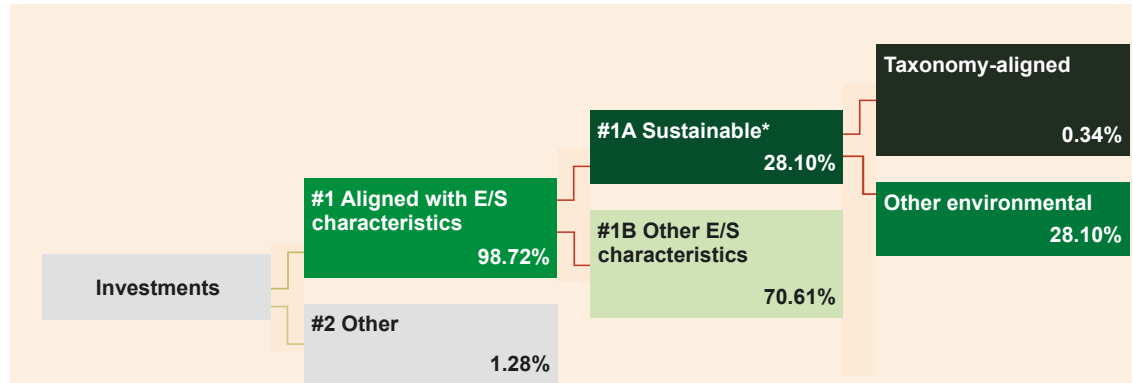 Investments
#1 Aligned with E/S
characteristics
98.72%
#2 Other
1.28%
#1A Sustainable*
28.10%
#1B Other E/S
characteristics
70.61%
Taxonomy-aligned
0.34%
Other environmental
28.10%